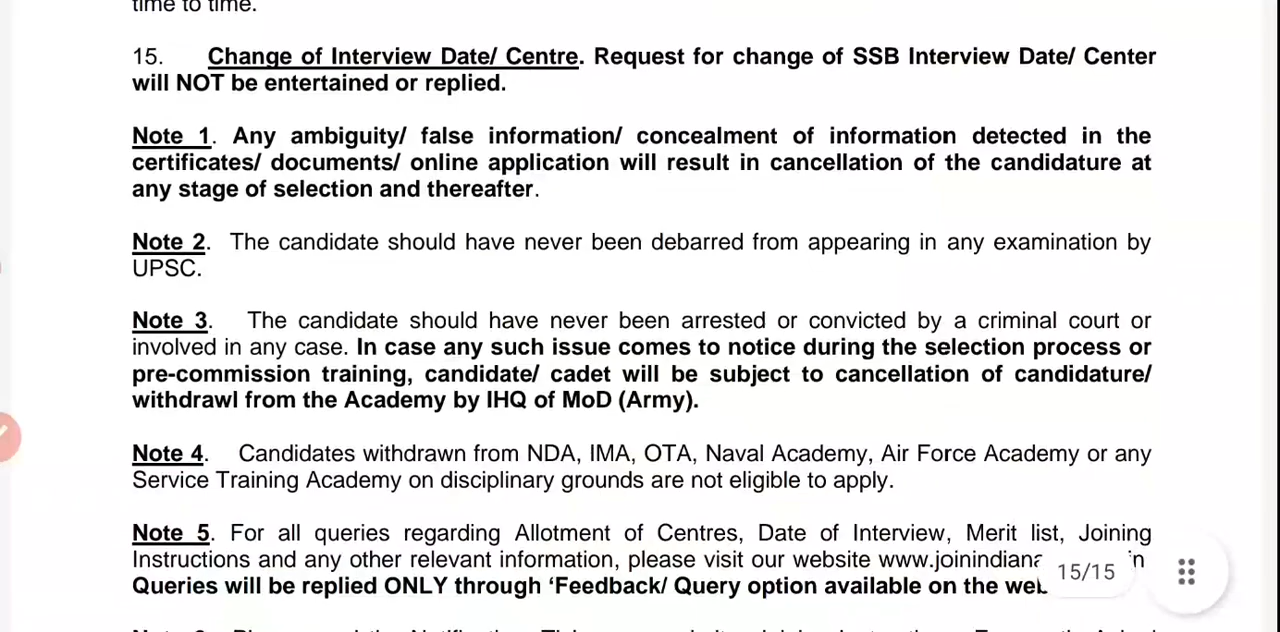 time to time.
15. Change of Interview Date/ Centre. Request for change of SSB Interview Date/ Center
will NOT be entertained or replied.
Note 1. Any ambiguity/ false information/ concealment of information detected in the
certificates/ documents/ online application will result in cancellation of the candidature at
any stage of selection and thereafter.
Note 2. The candidate should have never been debarred from appearing in any examination by
UPSC.
Note 3. The candidate should have never been arrested or convicted by a criminal court or
involved in any case. In case any such issue comes to notice during the selection process or
pre-commission training, candidate/ cadet will be subject to cancellation of candidature/
withdrawl from the Academy by IHQ of MoD (Army).
Note 4. Candidates withdrawn from NDA, IMA, OTA, Naval Academy, Air Force Academy or any
Service Training Academy on disciplinary grounds are not eligible to apply.
Note 5. For all queries regarding Allotment of Centres, Date of Interview, Merit list, Joining
Instructions and any other relevant information, please visit our website
Queries will be replied ONLY through ‘Feedback/ Query option available on the
15/15